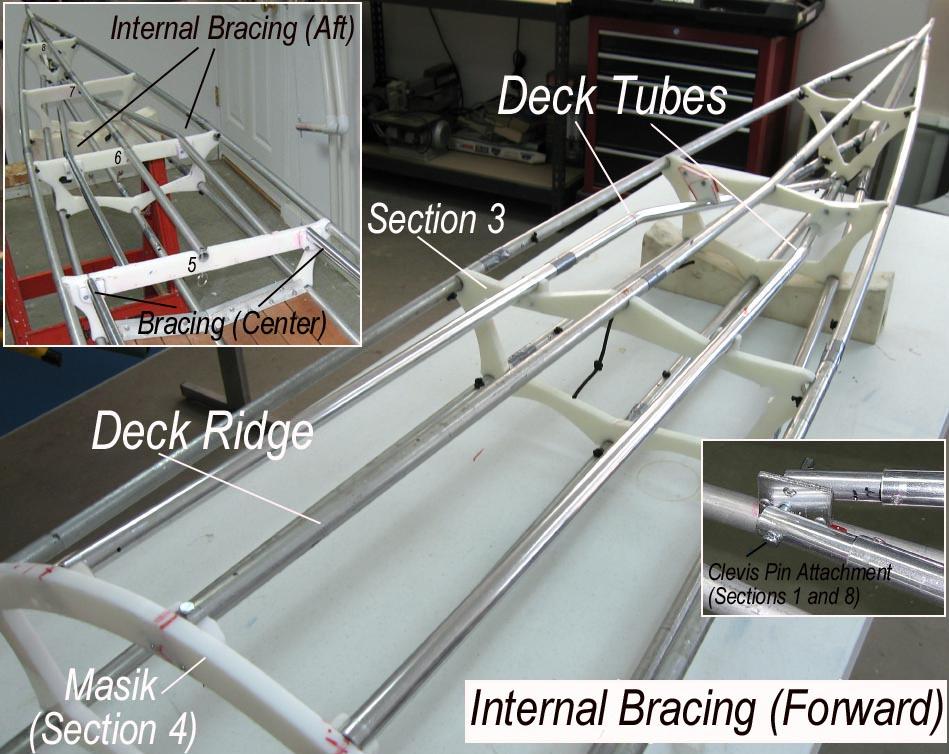 Internal Bracing (Aft)
8
7
6
5
Bracing (Center)
Deck Tubes
Section 3
Deck Ridge
Masik
(Section 4)
Clevis Pin Attachment
(Sections 1 and 8)
Internal Bracing (Forward)